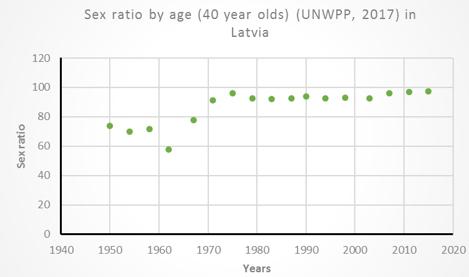 Sex ratio by age (40 year olds) (UNWPP, 2017) in
Latvia
120
100
80
60
40
20
0
Sex ratio
1940 1950 1960 1970 1980 1990 2000 2010 2020
Years